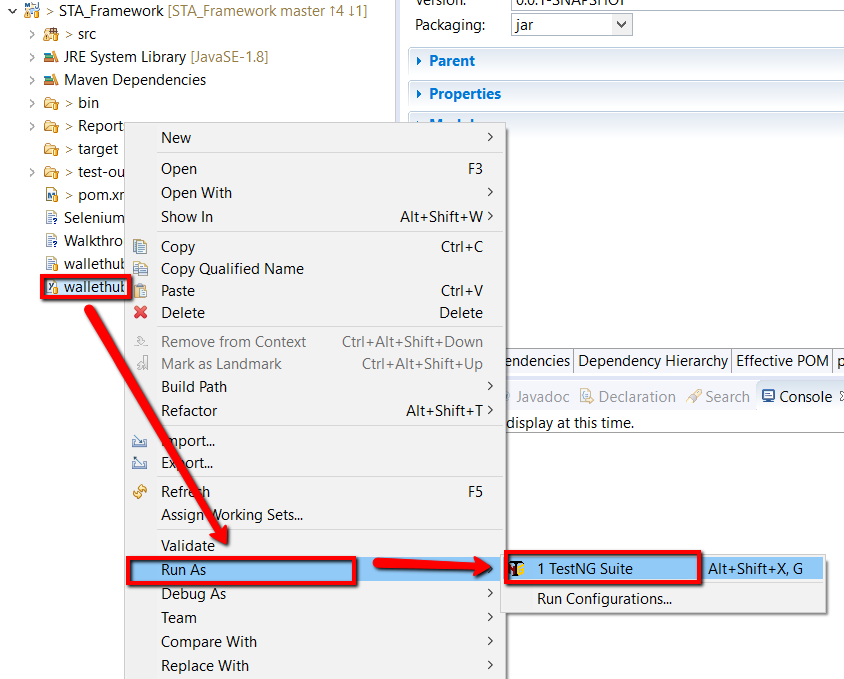 > STA_Framework [STA_Framework master ↑4 ↓1]
> src
JRE System Library [JavaSE-1.8]
Maven Dependencies
> bin
> Report
> target
> test-ou
> pom.xm
Selenium
Walkthro
wallethub
wallethub
Version:
0.0.1-SNAPSHOT
Packaging:
jar
Parent
Properties
New
Open F3
Open With
Show In Alt+Shift+W
Copy Ctrl+C
Copy Qualified Name
Paste Ctrl+V
Delete Delete
Remove from Context Ctrl+Alt+Shift+Down
Mark as Landmark Ctrl+Alt+Shift+Up
Build Path
Refactor Alt+Shift+T
Import...
Export...
Refresh F5
Assign Working Sets...
Validate
Run As
Debug As
Team
Compare With
Replace With
endencies Dependency Hierarchy Effective POM p
Javadoc Declaration Search Console
display at this time.
1 TestNG Suite Alt+Shift+X, G
Run Configurations...